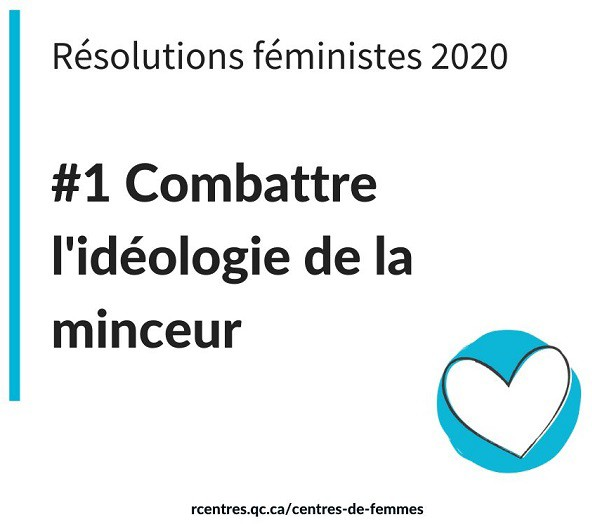 Résolutions féministes 2020
#1 Combattre
l'idéologie de la
minceur
rcentres.qc.ca/centres-de-femmes